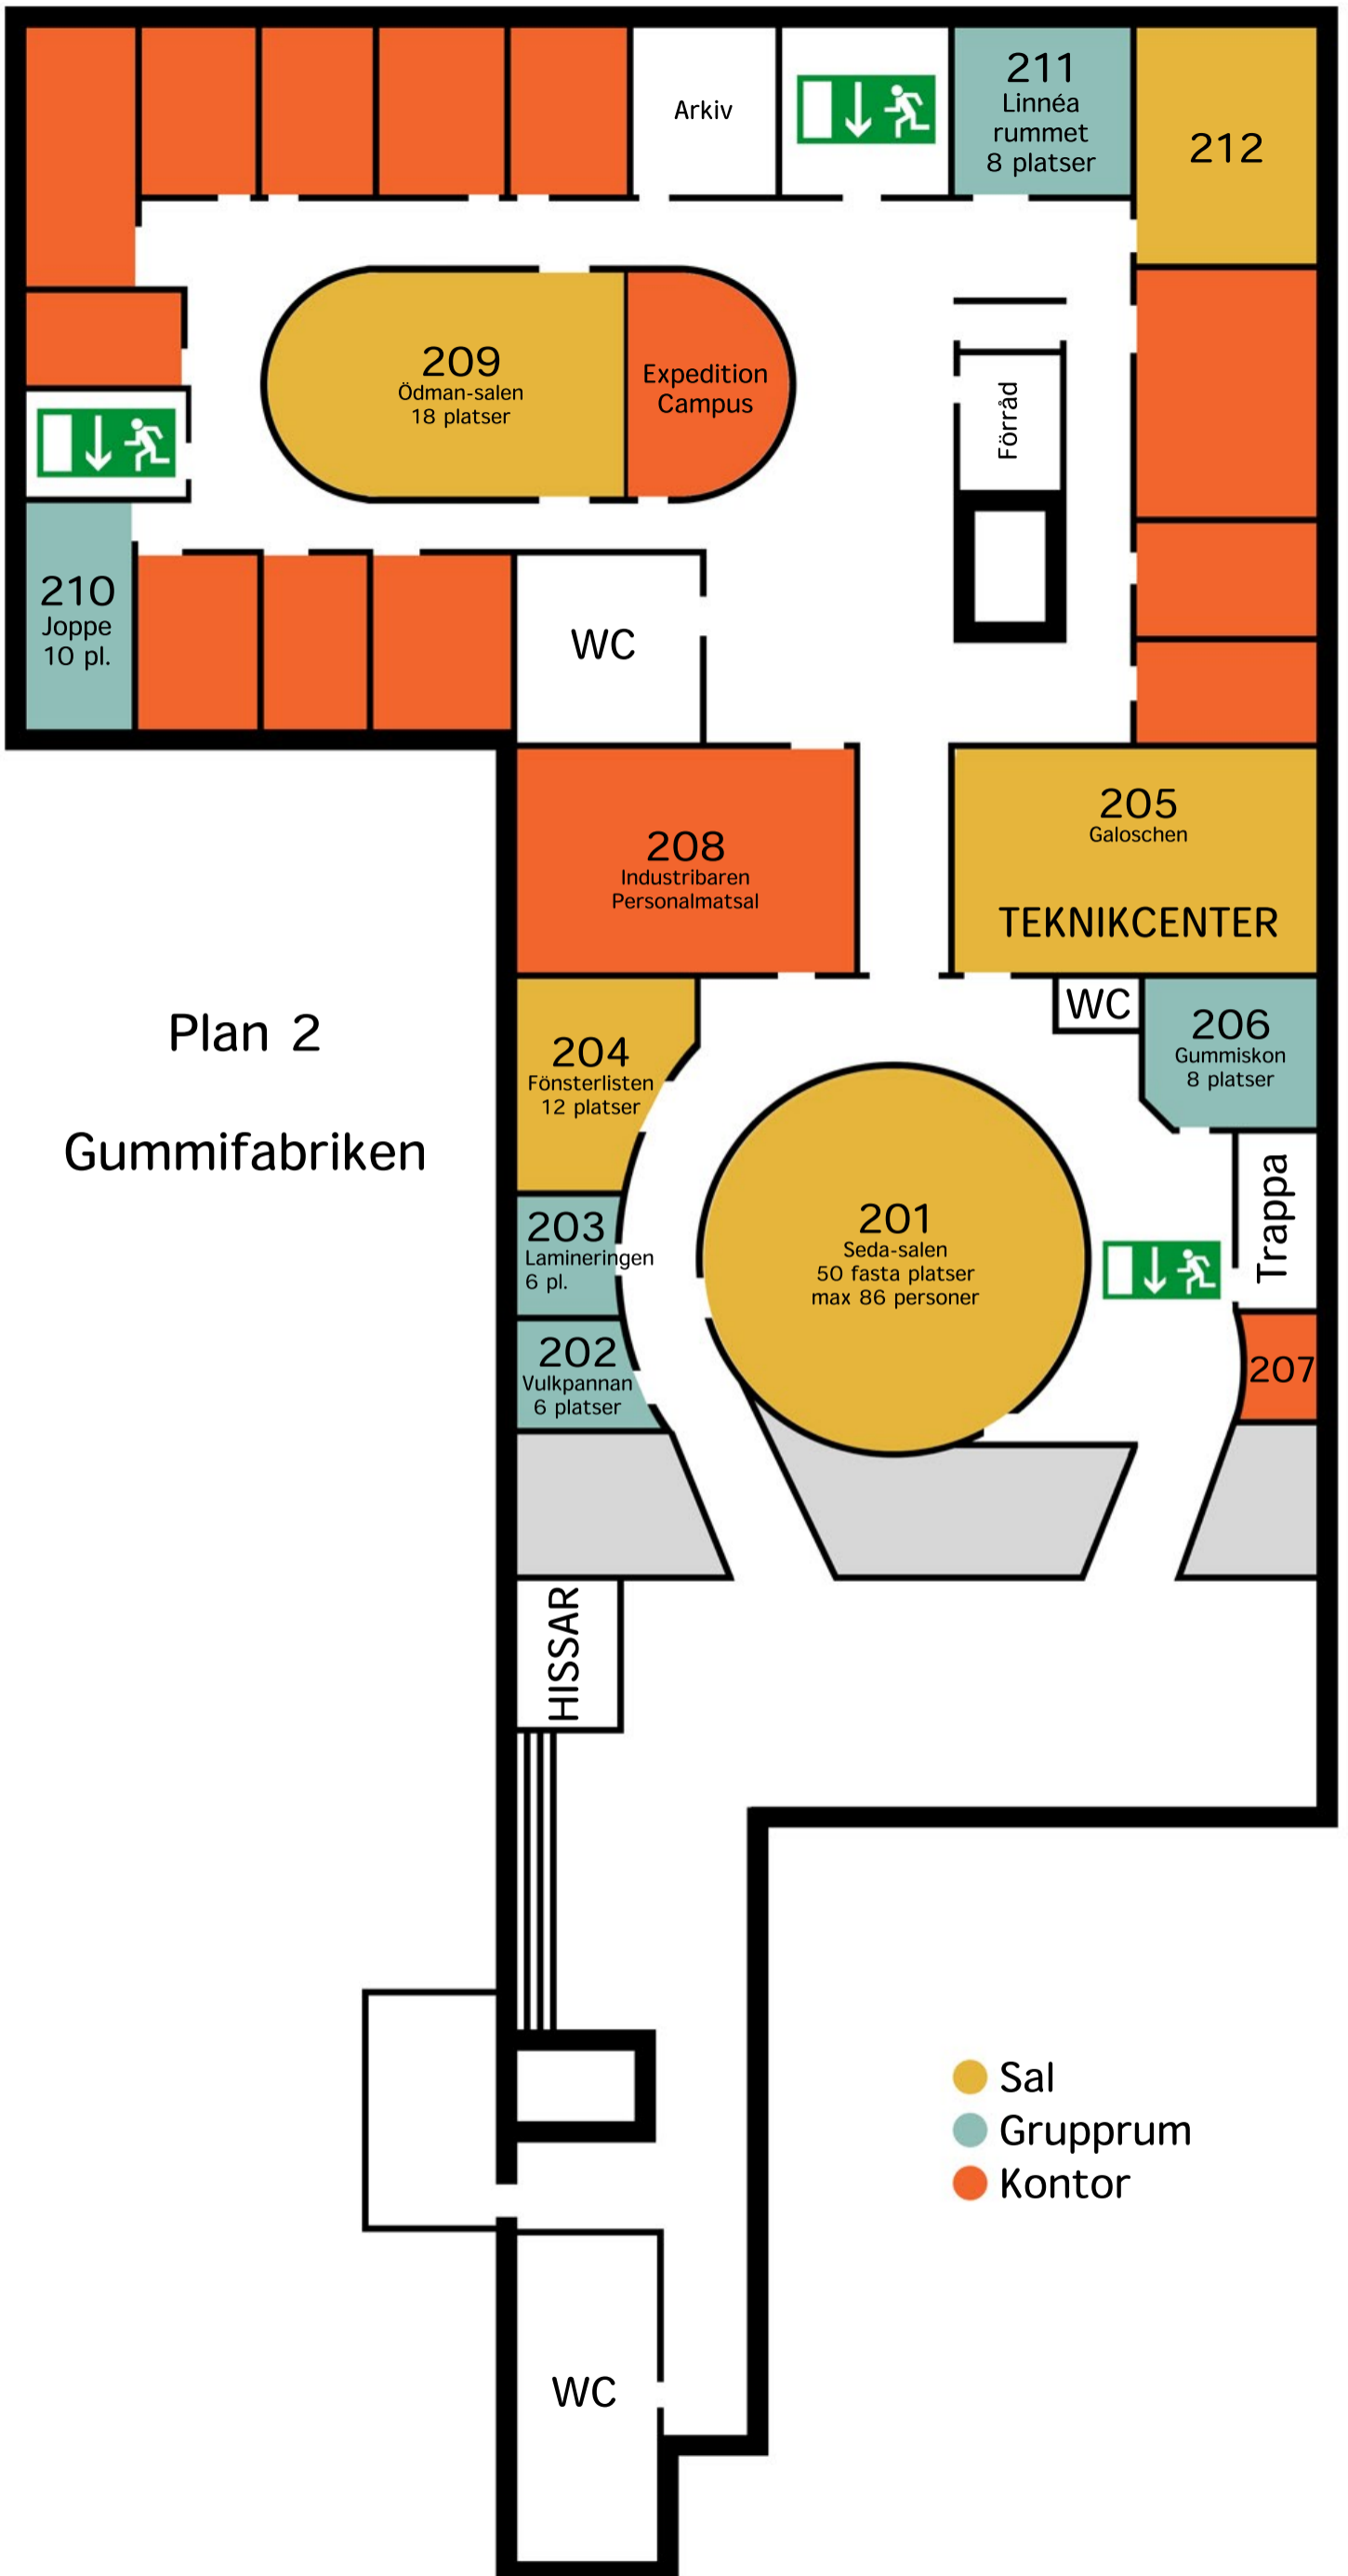 Arkiv
211
Linnéa
rummet
8 platser
212
209
Ödman-salen
18 platser
Expedition
Campus
Förråd
210
Joppe
10 pl.
WC
208
Industribaren
Personalmatsal
205
Galoschen
TEKNIKCENTER
Plan 2
Gummifabriken
204
Fönsterlisten
12 platser
WC
206
Gummiskon
8 platser
203
Lamineringen
6 pl.
201
Seda-salen
50 fasta platser
max 86 personer
Trappa
202
Vulkpannan
6 platser
207
HISSAR
Sal
Grupprum
Kontor
WC